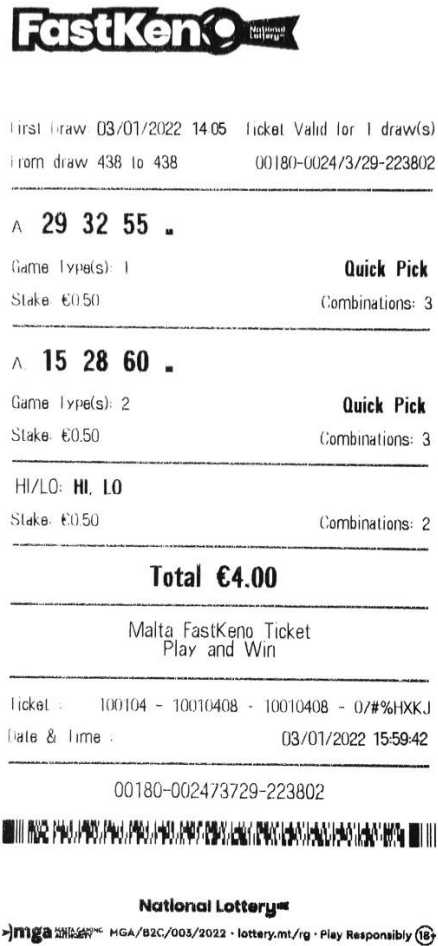 FastKeno National Lottery
First Draw: 03/01/2022 14:05 Ticket Valid for 1 draw(s)
From draw 438 to 438 00180-002473729-223802
A 29 32 55 .
Game Type(s): 1 Quick Pick
Stake: €0.50 Combinations: 3
A. 15 28 60 .
Game Type(s): 2 Quick Pick
Stake: €0.50 Combinations: 3
HI/LO: HI, LO
Stake: €0.50 Combinations: 2
Total €4.00
Malta FastKeno Ticket
Play and Win
Ticket : 100104 - 10010408 - 10010408 - 07#%HXKJ
Date & Time : 03/01/2022 15:59:42
00180-002473729-223802
National Lottery
mga MALTA GAMING AUTHORITY MGA/B2C/003/2022 · lottery.mt/rg · Play Responsibly 18+